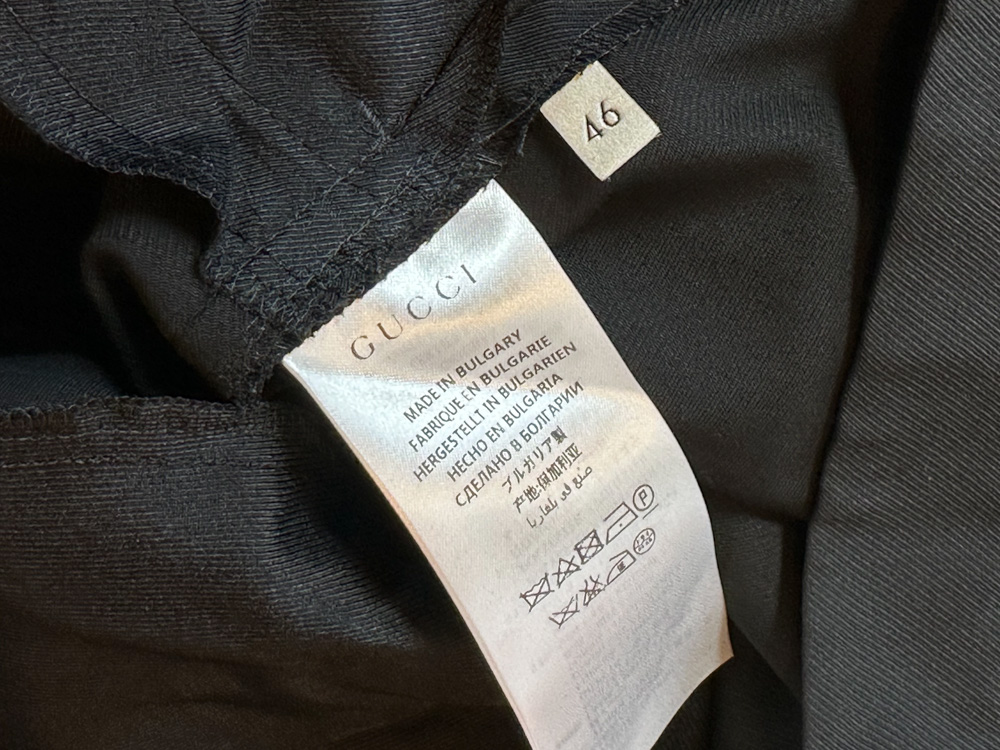 46
GUCCI
MADE IN BULGARY
FABRIQUE EN BULGARIE
HERGESTELLT IN BULGARIEN
HECHO EN BULGARIA
СДЕЛАНО В БОЛГАРИИ
ブルガリア製
产地:保加利亚
صنع في بلغاريا
P